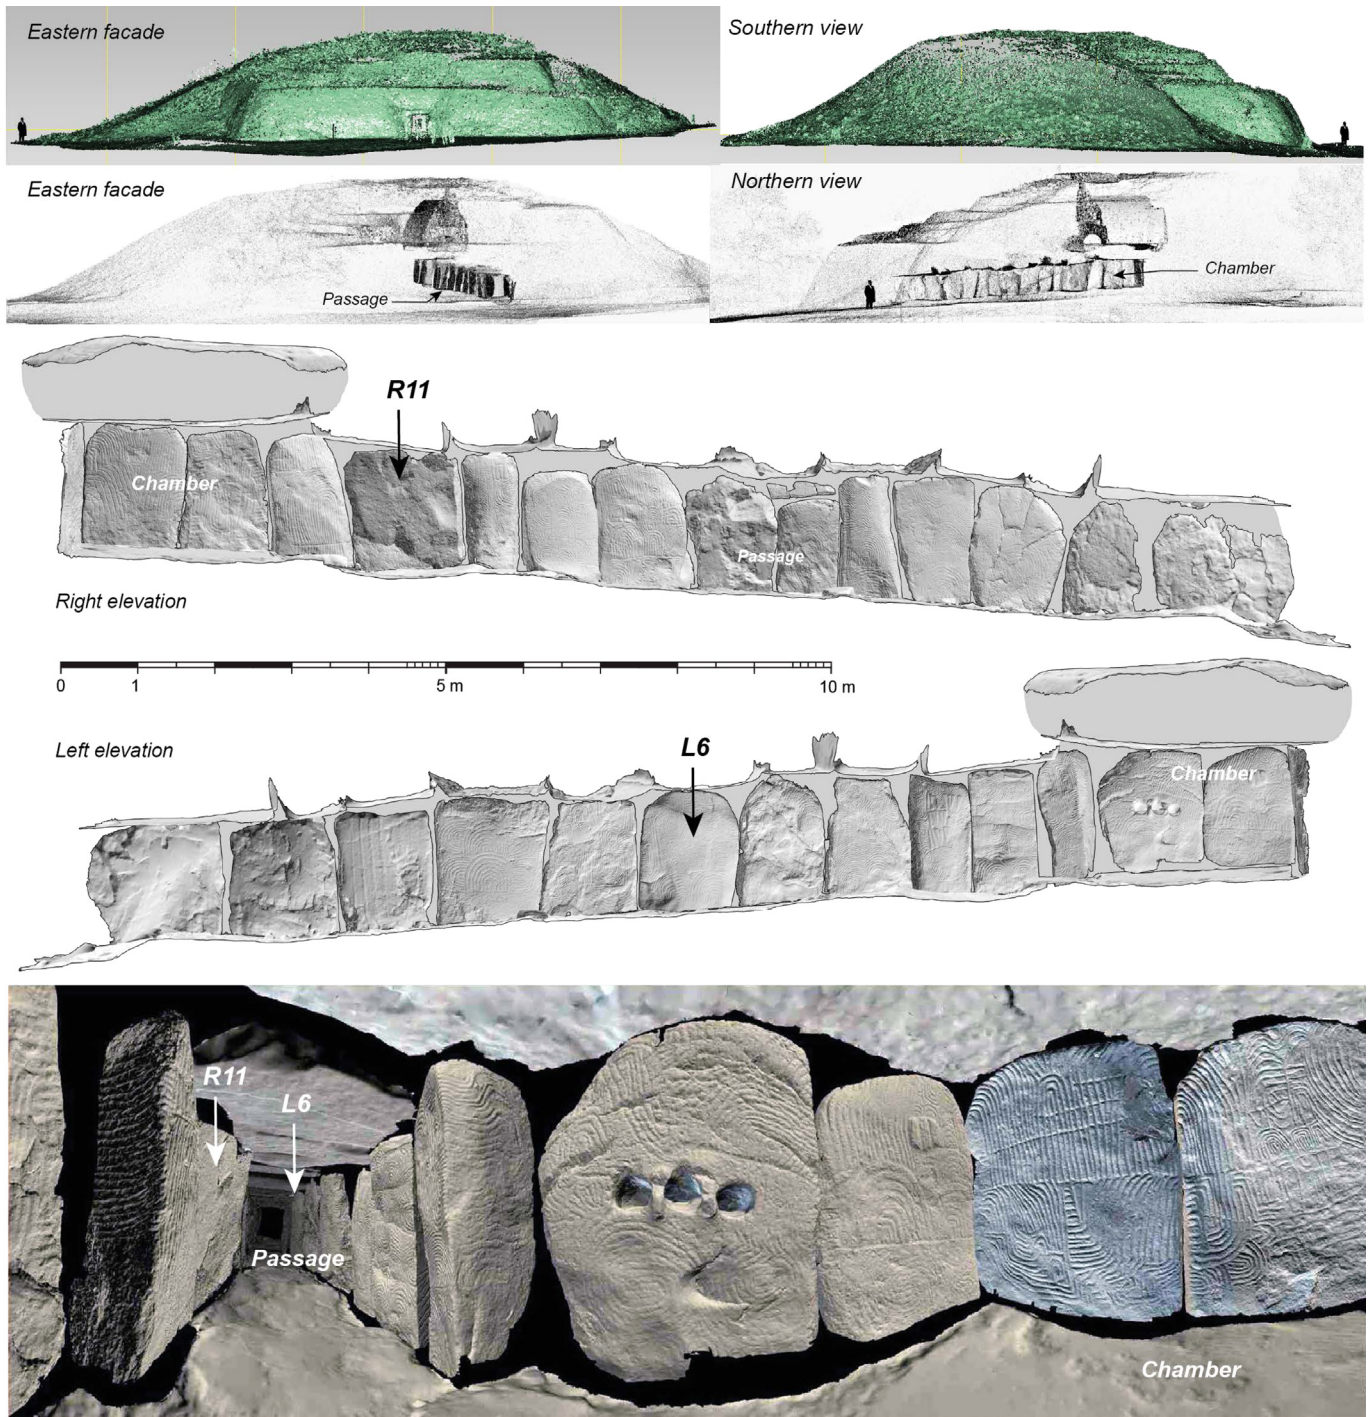 Eastern facade
Southern view
Eastern facade
Northern view
Passage
Chamber
R11
Chamber
Passage
Right elevation
0 1 5 m 10 m
Left elevation
L6
Chamber
R11
L6
Passage
Chamber